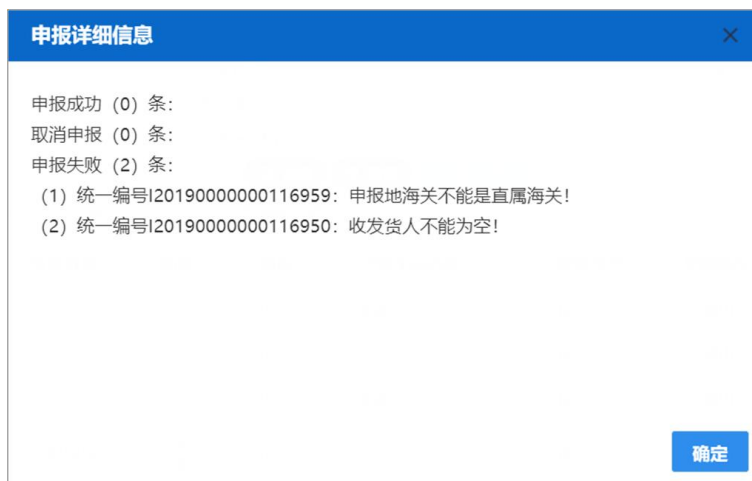 申报详细信息
申报成功（0）条：
取消申报（0）条：
申报失败（2）条：
（1）统一编号I20190000000116959：申报地海关不能是直属海关！
（2）统一编号I20190000000116950：收发货人不能为空！
确定